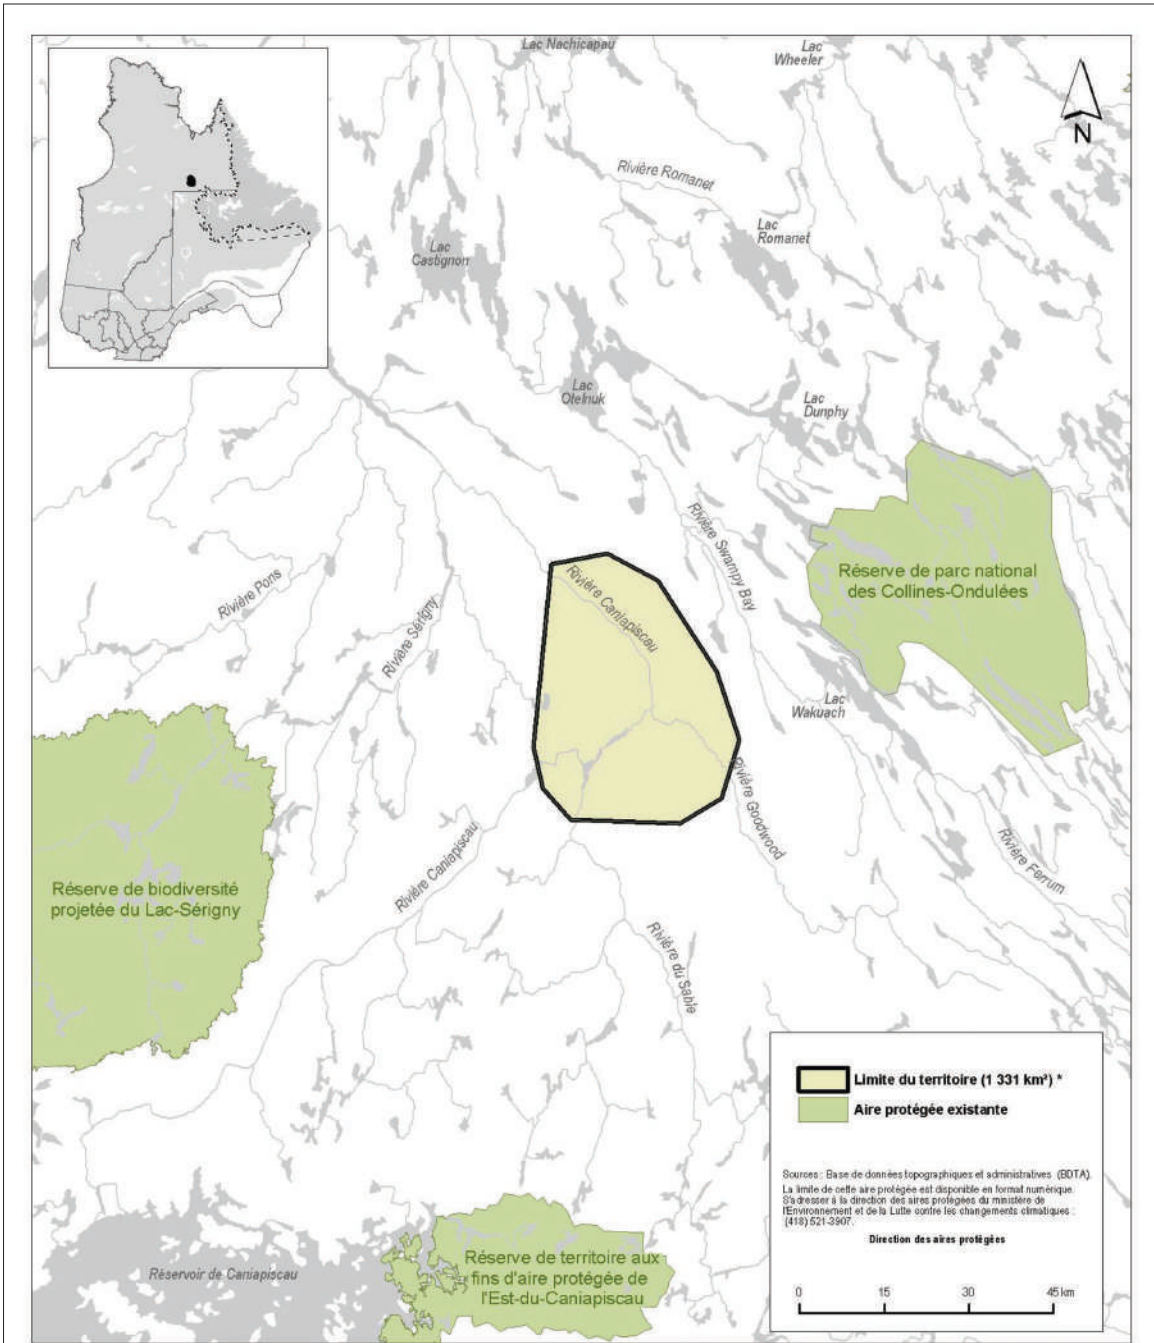 Lac Nachicapau
Lac
Wheeler
N
Rivière Romanet
Lac
Romanet
Lac
Castignon
Lac
Otelnuk
Lac
Dunphy
Rivière Swampy Bay
Réserve de parc national
des Collines-Ondulées
Rivière Pons
Rivière Sérigny
Rivière Caniapiscau
Lac
Wakuach
Rivière Goodwood
Rivière Caniapiscau
Rivière Ferrum
Réserve de biodiversité
projetée du Lac-Sérigny
Rivière du Sable
Limite du territoire (1 331 km²) *
Aire protégée existante
Sources : Base de données topographiques et administratives (BDTA).
La limite de cette aire protégée est disponible en format numérique.
S'adresser à la direction des aires protégées du ministère de
l'Environnement et de la Lutte contre les changements climatiques :
(418) 521-3907.
Direction des aires protégées
0 15 30 45 km
Réservoir de Caniapiscau
Réserve de territoire aux
fins d'aire protégée de
l'Est-du-Caniapiscau